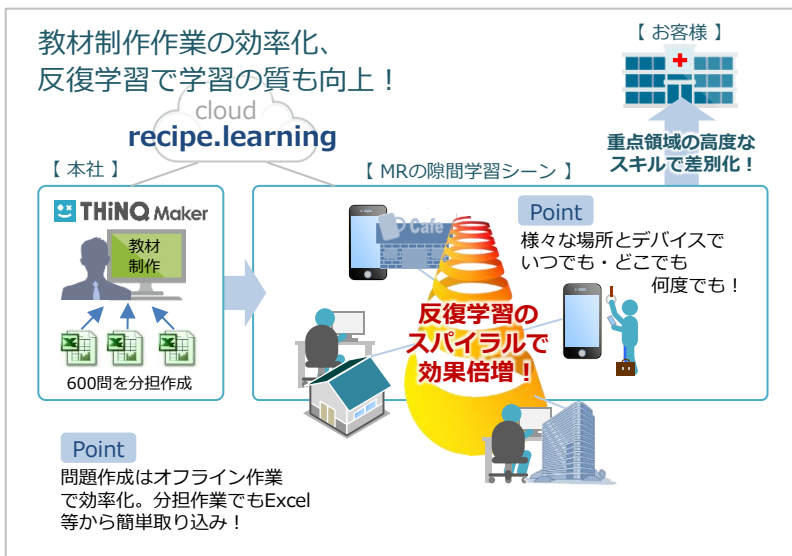 教材制作作業の効率化、
反復学習で学習の質も向上！
【 お客様 】
cloud
recipe.learning
重点領域の高度な
スキルで差別化！
【 本社 】
【 MRの隙間学習シーン 】
THiNQ Maker
教材
制作
600問を分担作成
Cafe
Point
様々な場所とデバイスで
いつでも・どこでも
何度でも！
反復学習の
スパイラルで
効果倍増！
Point
問題作成はオフライン作業
で効率化。分担作業でもExcel
等から簡単取り込み！